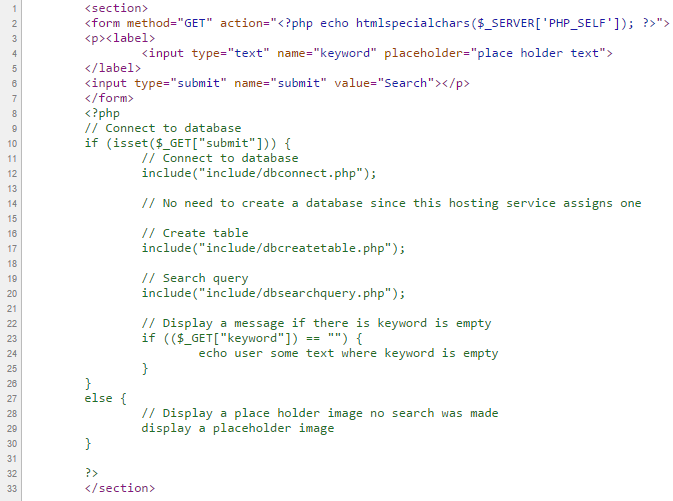 1 <section>
2 <form method="GET" action="<?php echo htmlspecialchars($_SERVER['PHP_SELF']); ?>">
3 <p><label>
4 <input type="text" name="keyword" placeholder="place holder text">
5 </label>
6 <input type="submit" name="submit" value="Search"></p>
7 </form>
8 <?php
9 // Connect to database
10 if (isset($_GET["submit"])) {
11 // Connect to database
12 include("include/dbconnect.php");
13
14 // No need to create a database since this hosting service assigns one
15
16 // Create table
17 include("include/dbcreatetable.php");
18
19 // Search query
20 include("include/dbsearchquery.php");
21
22 // Display a message if there is keyword is empty
23 if (($_GET["keyword"]) == "") {
24 echo user some text where keyword is empty
25 }
26 }
27 else {
28 // Display a place holder image no search was made
29 display a placeholder image
30 }
31
32 ?>
33 </section>